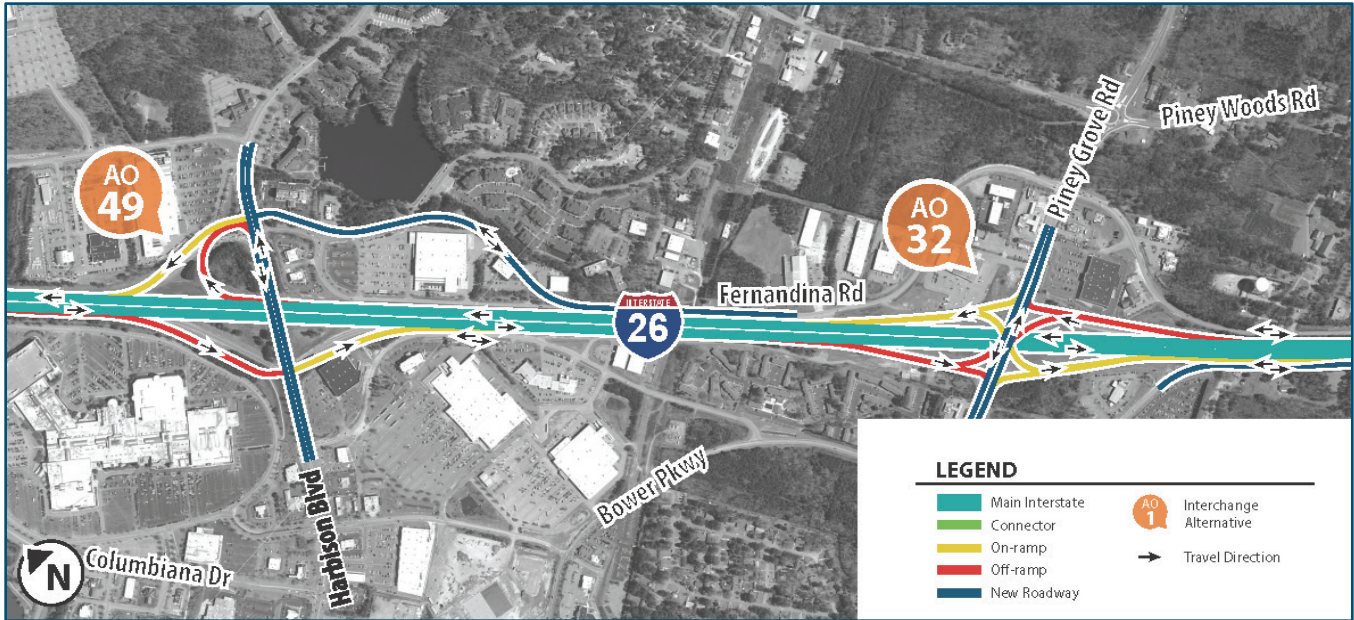 AO
49
Piney Grove Rd
Piney Woods Rd
AO
32
INTERSTATE
26
Fernandina Rd
Harbison Blvd
Bower Pkwy
N
Columbiana Dr
LEGEND
Main Interstate
Connector
On-ramp
Off-ramp
New Roadway
AO
1
Interchange
Alternative
Travel Direction